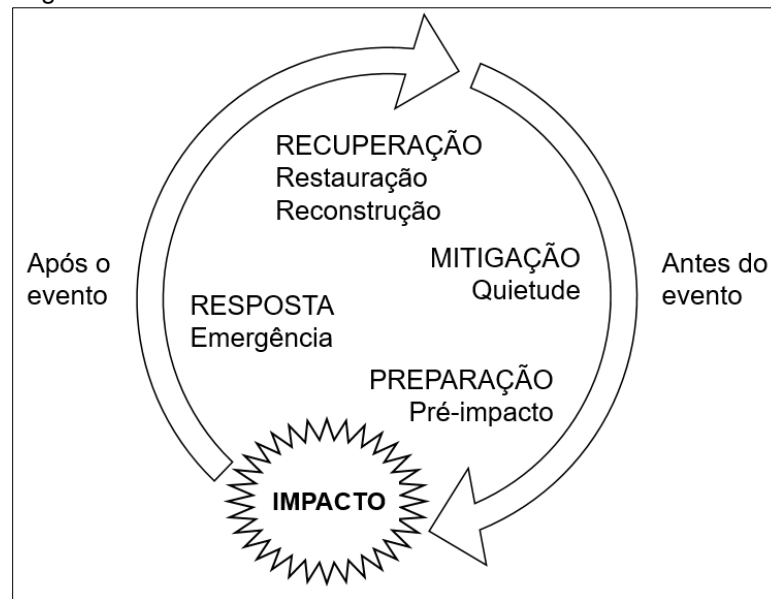 RECUPERAÇÃO
Restauração
Reconstrução
Após o
evento
RESPOSTA
Emergência
MITIGAÇÃO
Quietude
Antes do
evento
PREPARAÇÃO
Pré-impacto
IMPACTO